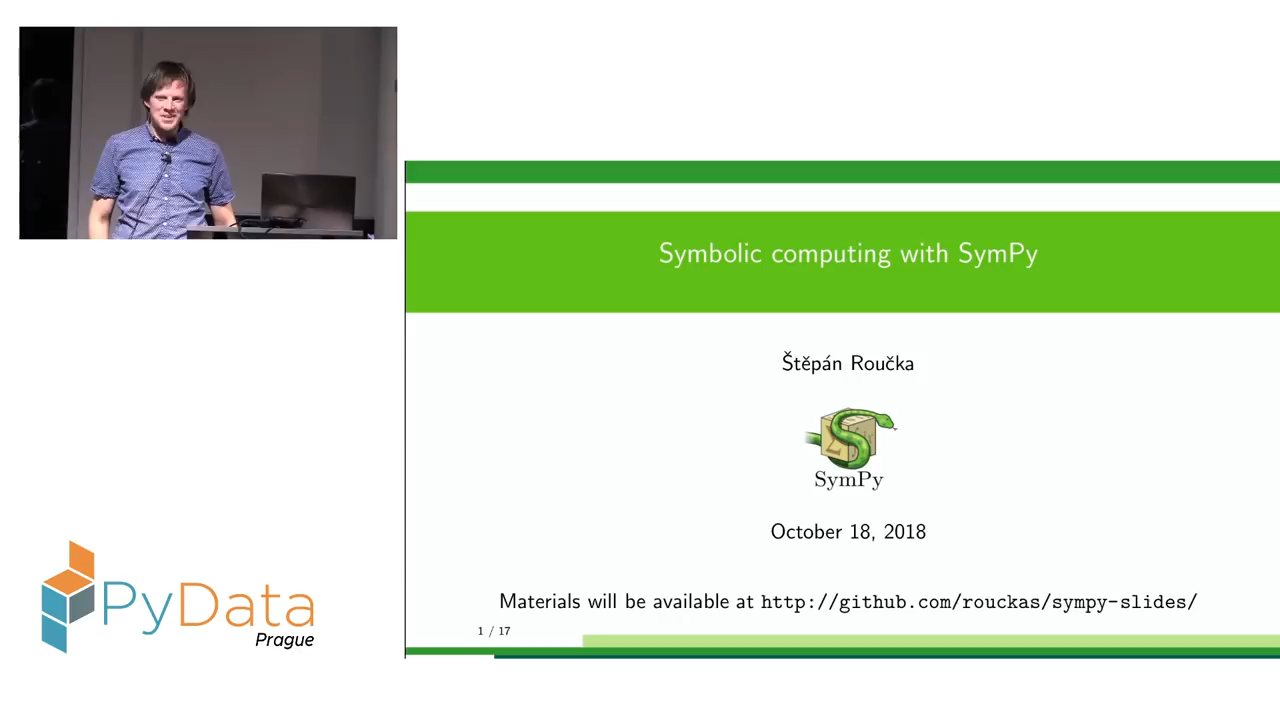 Symbolic computing with SymPy
Štěpán Roučka
SymPy
October 18, 2018
Materials will be available at http://github.com/rouckas/sympy-slides/
1 / 17
PyData
Prague